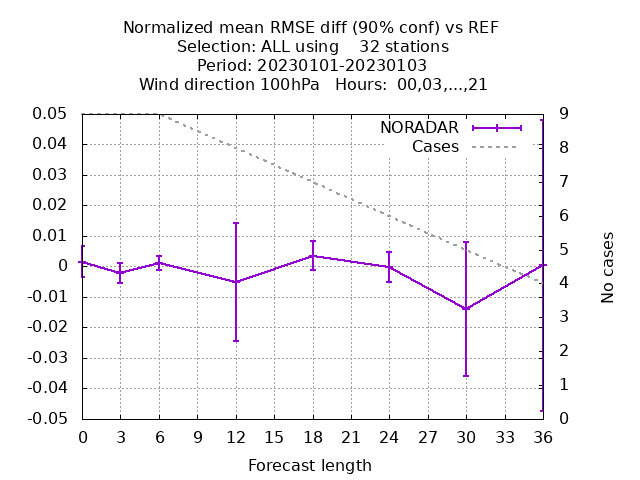 Normalized mean RMSE diff (90% conf) vs REF
Selection: ALL using    32 stations
Period: 20230101-20230103
Wind direction 100hPa   Hours:  00,03,...,21
NORADAR
Cases
0.05
0.04
0.03
0.02
0.01
0
-0.01
-0.02
-0.03
-0.04
-0.05
9
8
7
6
5
4
3
2
1
0
No cases
0 3 6 9 12 15 18 21 24 27 30 33 36
Forecast length